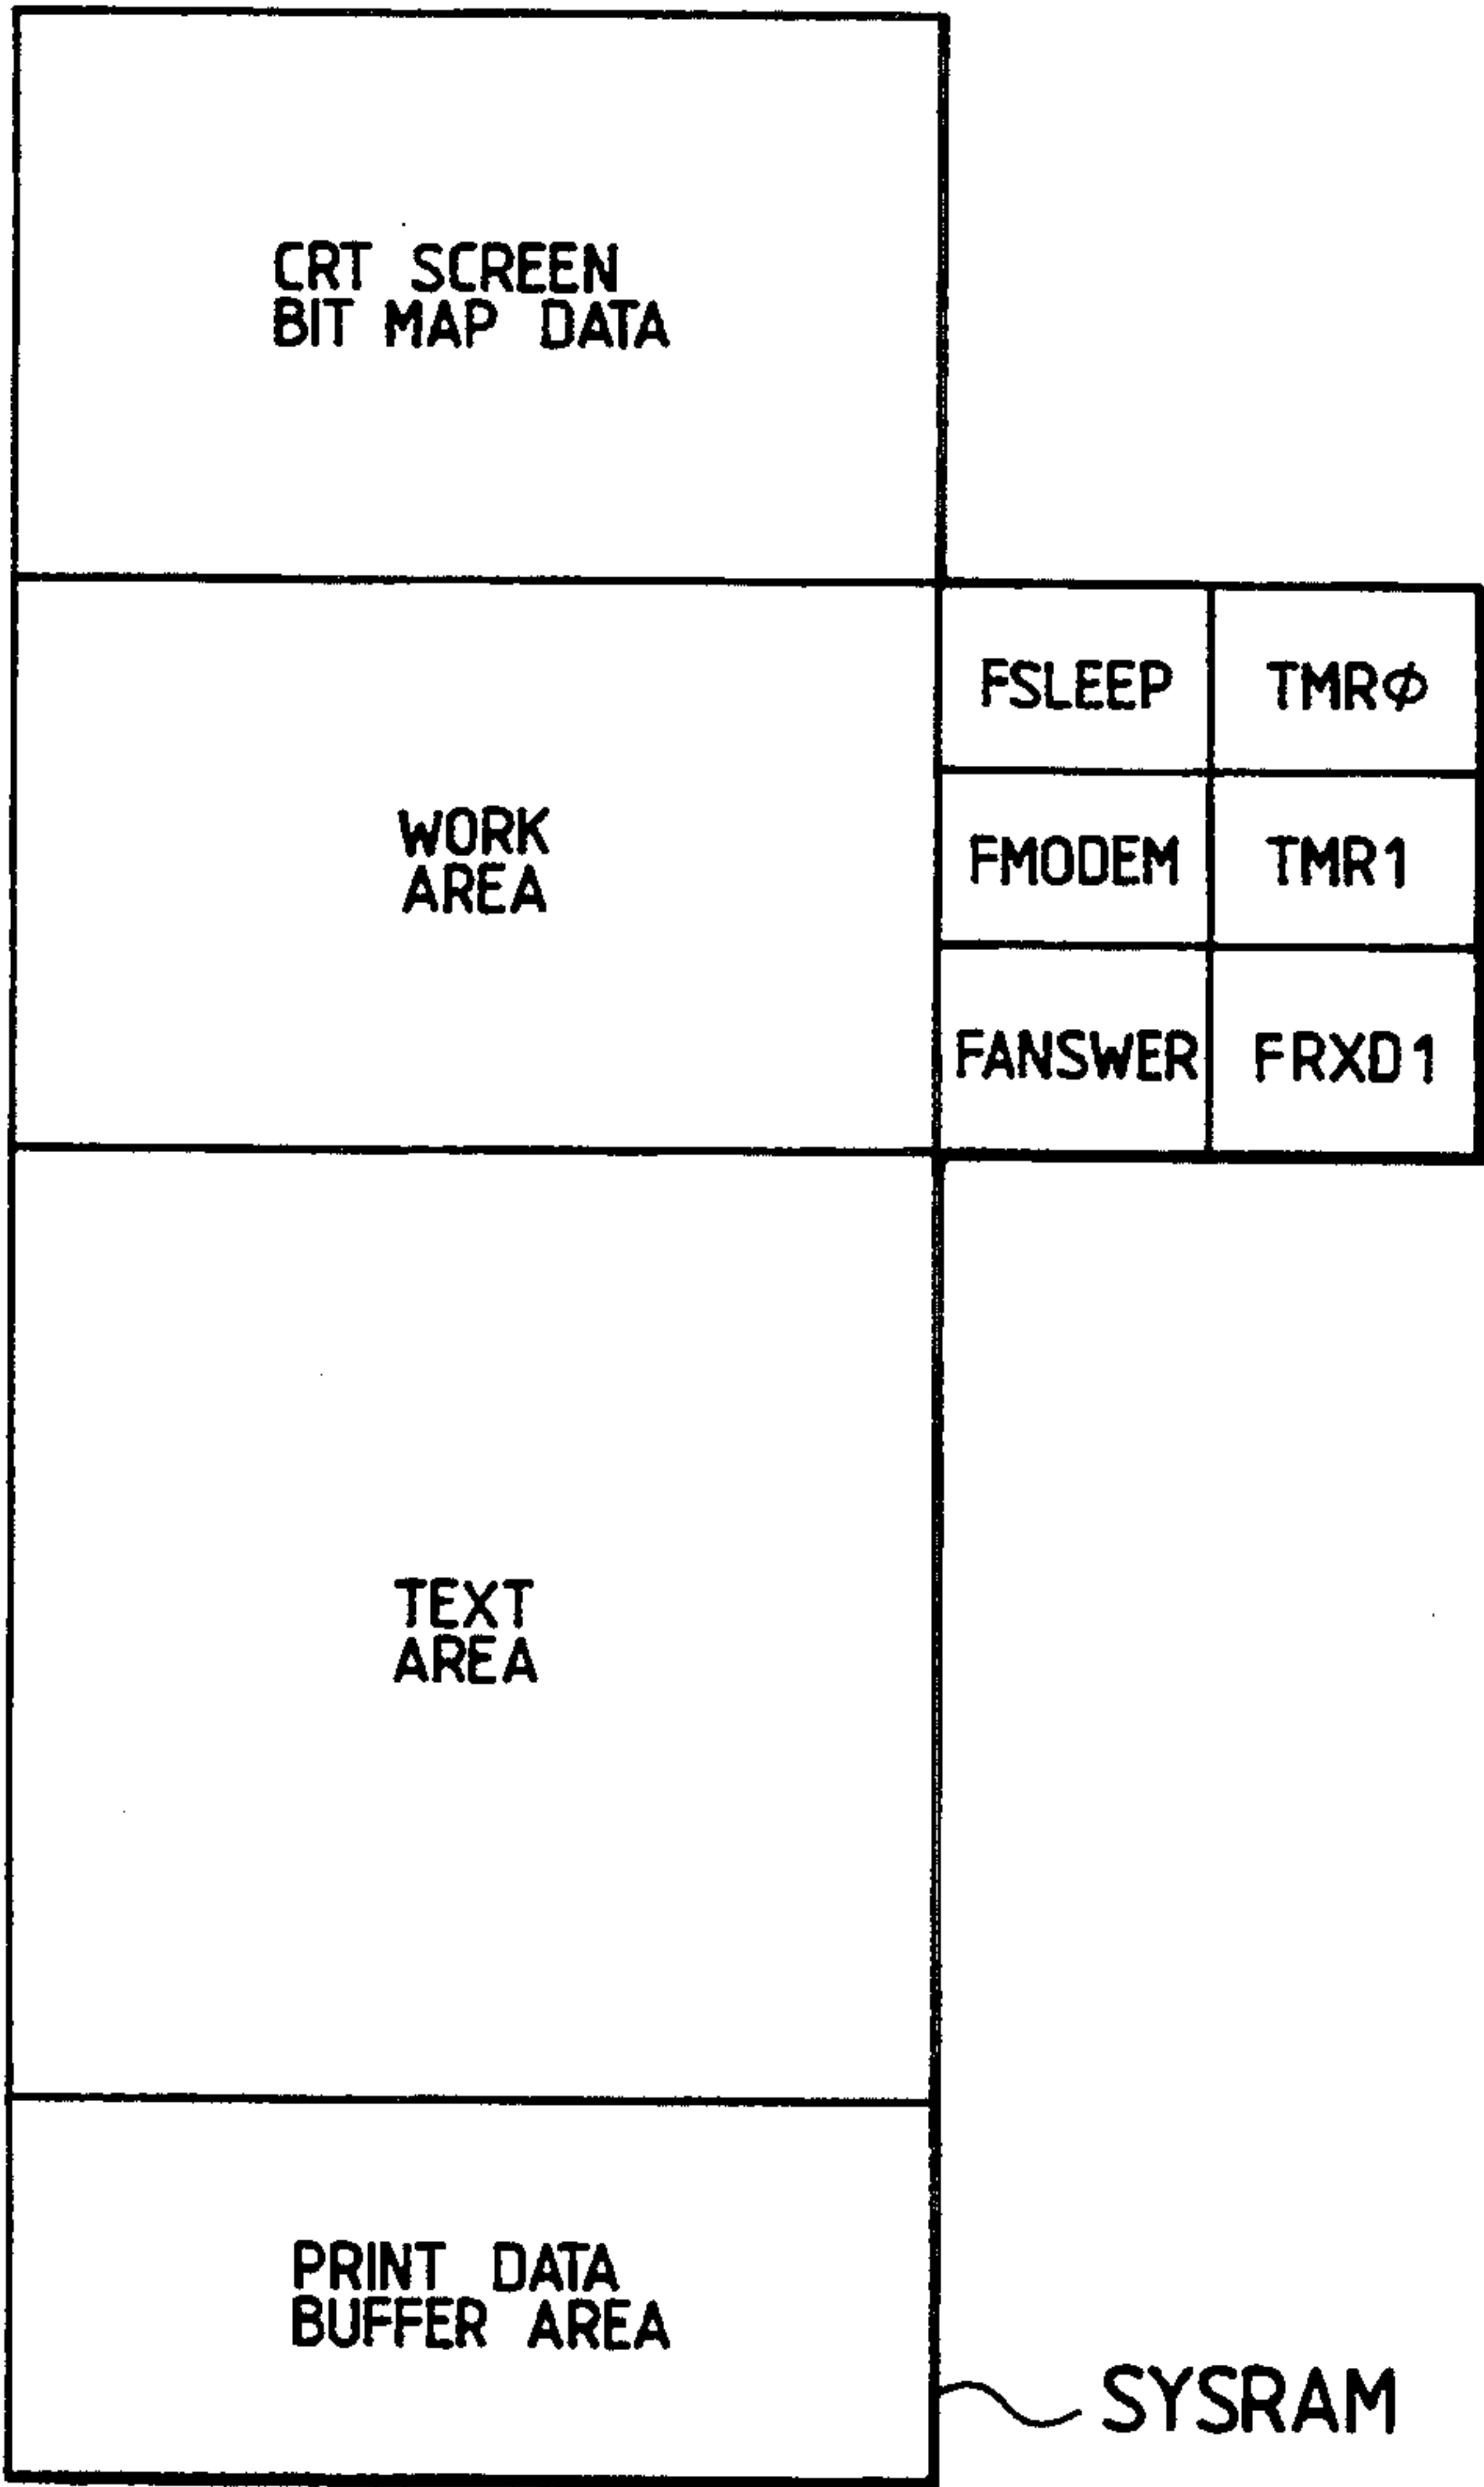 CRT SCREEN
BIT MAP DATA
FSLEEP TMRφ
WORK
AREA
FMODEM TMR1
FANSWER FRXD1
TEXT
AREA
PRINT DATA
BUFFER AREA
SYSRAM